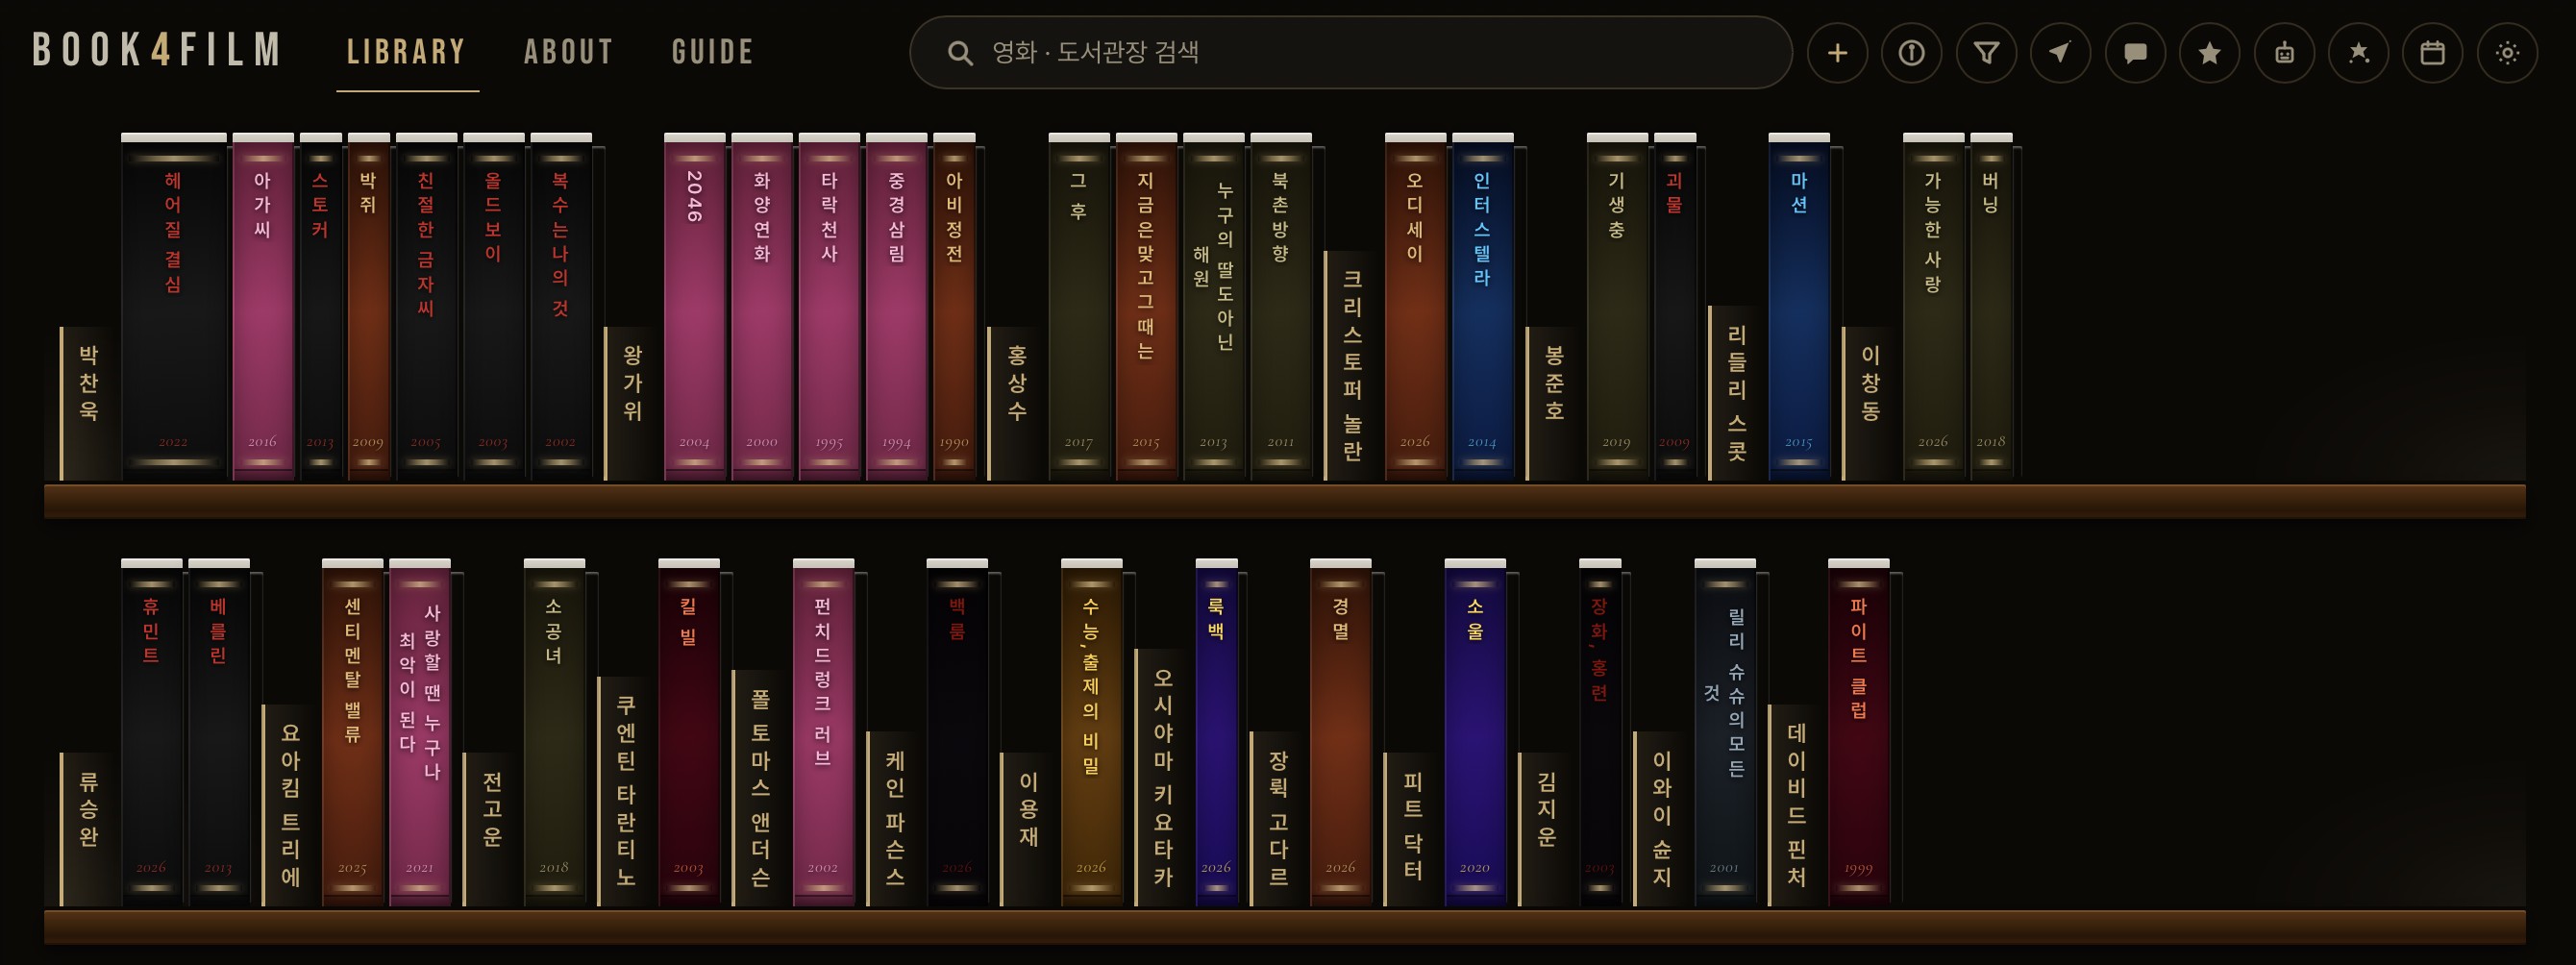 BOOK4FILM
LIBRARY
ABOUT
GUIDE
영화 · 도서관장 검색
박찬욱
헤어질 결심
2022
아가씨
2016
스토커
2013
박쥐
2009
친절한 금자씨
2005
올드보이
2003
복수는나의 것
2002
왕가위
2046
2004
화양연화
2000
타락천사
1995
중경삼림
1994
아비정전
1990
홍상수
그 후
2017
지금은맞고그때는
2015
누구의 딸도아닌
해원
2013
북촌방향
2011
크리스토퍼 놀란
오디세이
2026
인터스텔라
2014
봉준호
기생충
2019
괴물
2009
리들리 스콧
마션
2015
이창동
가능한 사랑
2026
버닝
2018
류승완
휴민트
2026
베를린
2013
요아킴 트리에
센티멘탈 밸류
2025
사랑할 땐 누구나
최악이 된다
2021
전고운
소공녀
2018
쿠엔틴 타란티노
킬 빌
2003
폴 토마스 앤더슨
펀치드렁크 러브
2002
케인 파슨스
백룸
2026
이용재
수능,출제의 비밀
2026
오시야마 키요타카
룩백
2026
장뤽 고다르
경멸
2026
피트 닥터
소울
2020
김지운
장화, 홍련
2003
이와이 슌지
릴리 슈슈의모든
것
2001
데이비드 핀처
파이트 클럽
1999